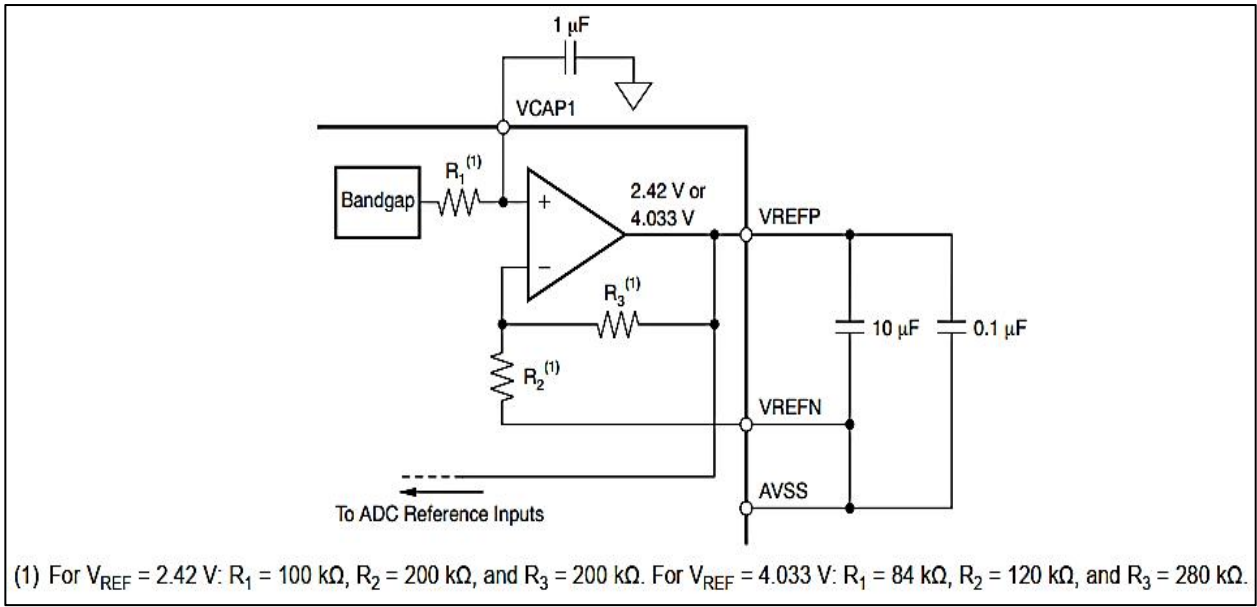 1 µF
VCAP1
R1(1)
Bandgap
+
2.42 V or
4.033 V
VREFP
−
R3(1)
10 µF
0.1 µF
R2(1)
VREFN
AVSS
To ADC Reference Inputs
(1) For VREF = 2.42 V: R1 = 100 kΩ, R2 = 200 kΩ, and R3 = 200 kΩ. For VREF = 4.033 V: R1 = 84 kΩ, R2 = 120 kΩ, and R3 = 280 kΩ.